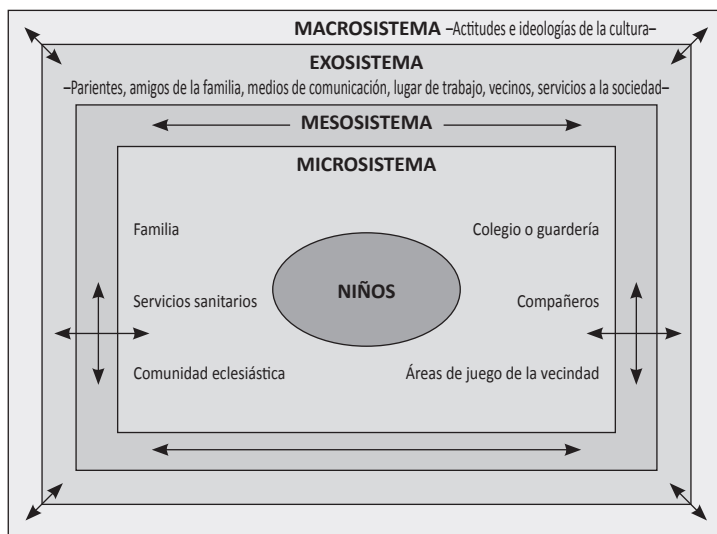 MACROSISTEMA –Actitudes e ideologías de la cultura–
EXOSISTEMA
–Parientes, amigos de la familia, medios de comunicación, lugar de trabajo, vecinos, servicios a la sociedad–
MESOSISTEMA
MICROSISTEMA
Familia
Colegio o guardería
NIÑOS
Servicios sanitarios
Compañeros
Comunidad eclesiástica
Áreas de juego de la vecindad